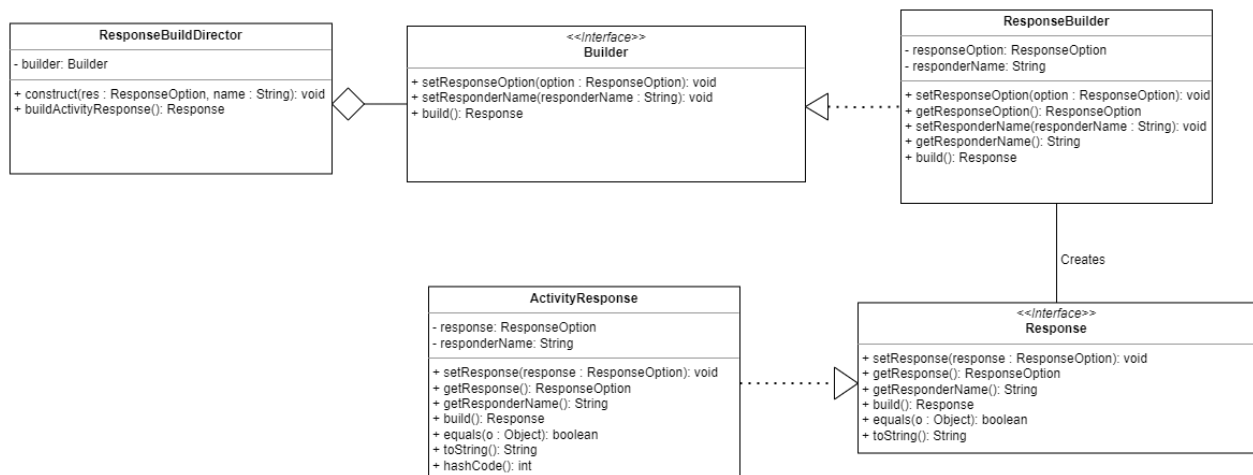 ResponseBuildDirector
- builder: Builder
+ construct(res : ResponseOption, name : String): void
+ buildActivityResponse(): Response
<<Interface>>
Builder
+ setResponseOption(option : ResponseOption): void
+ setResponderName(responderName : String): void
+ build(): Response
ResponseBuilder
- responseOption: ResponseOption
- responderName: String
+ setResponseOption(option : ResponseOption): void
+ getResponseOption(): ResponseOption
+ setResponderName(responderName : String): void
+ getResponderName(): String
+ build(): Response
Creates
ActivityResponse
- response: ResponseOption
- responderName: String
+ setResponse(response : ResponseOption): void
+ getResponse(): ResponseOption
+ getResponderName(): String
+ build(): Response
+ equals(o : Object): boolean
+ toString(): String
+ hashCode(): int
<<Interface>>
Response
+ setResponse(response : ResponseOption): void
+ getResponse(): ResponseOption
+ getResponderName(): String
+ build(): Response
+ equals(o : Object): boolean
+ toString(): String